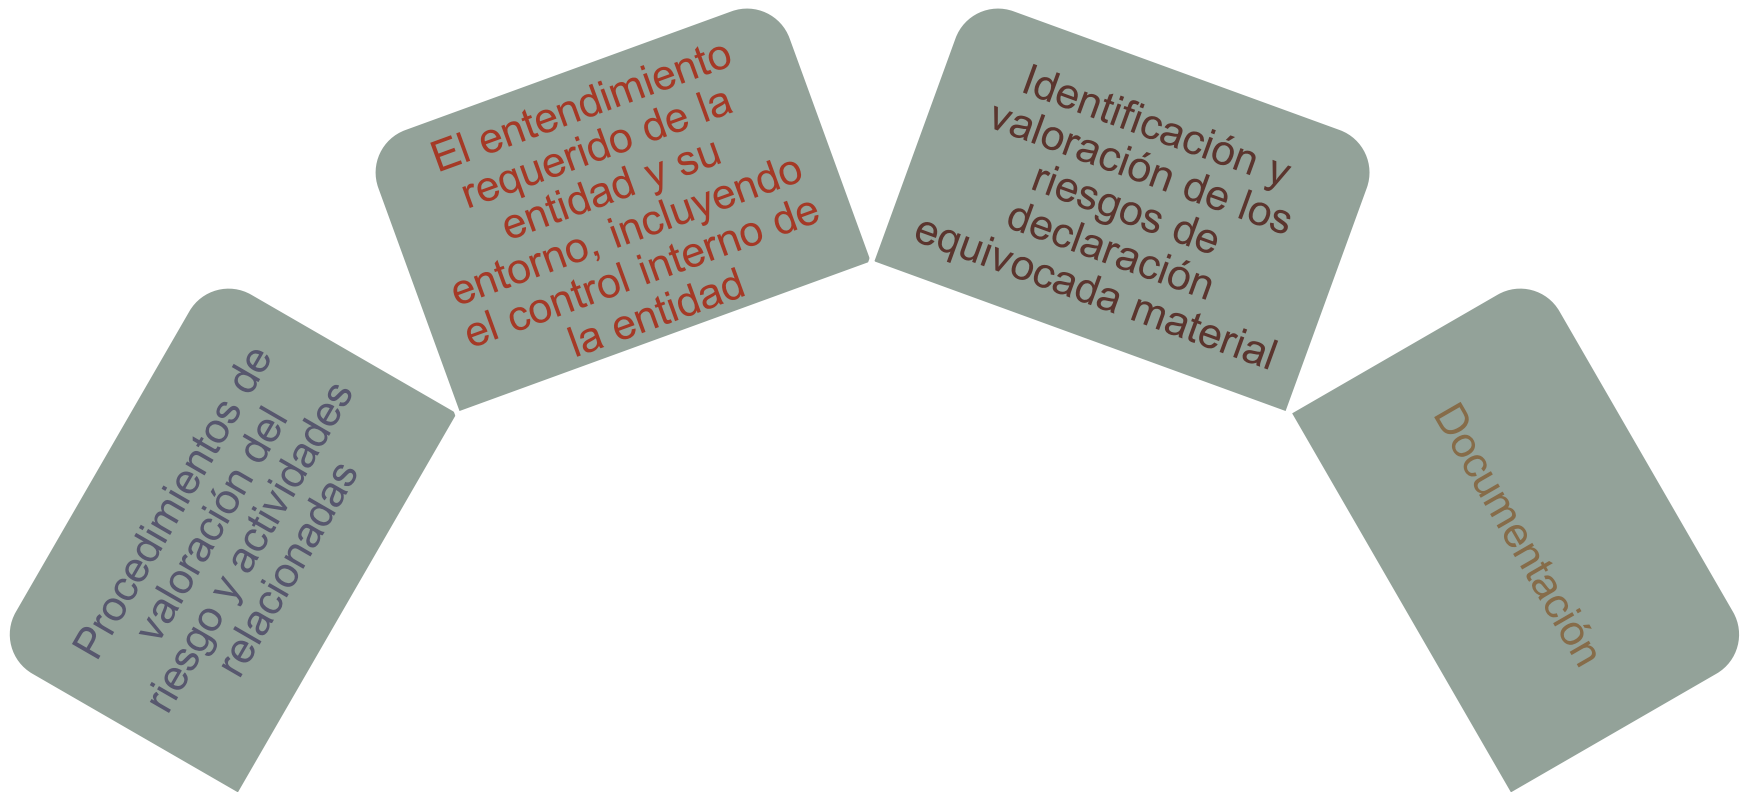 Procedimientos de
valoración del
riesgo y actividades
relacionadas
El entendimiento
requerido de la
entidad y su
entorno, incluyendo
el control interno de
la entidad
Identificación y
valoración de los
riesgos de
declaración
equivocada material
Documentación